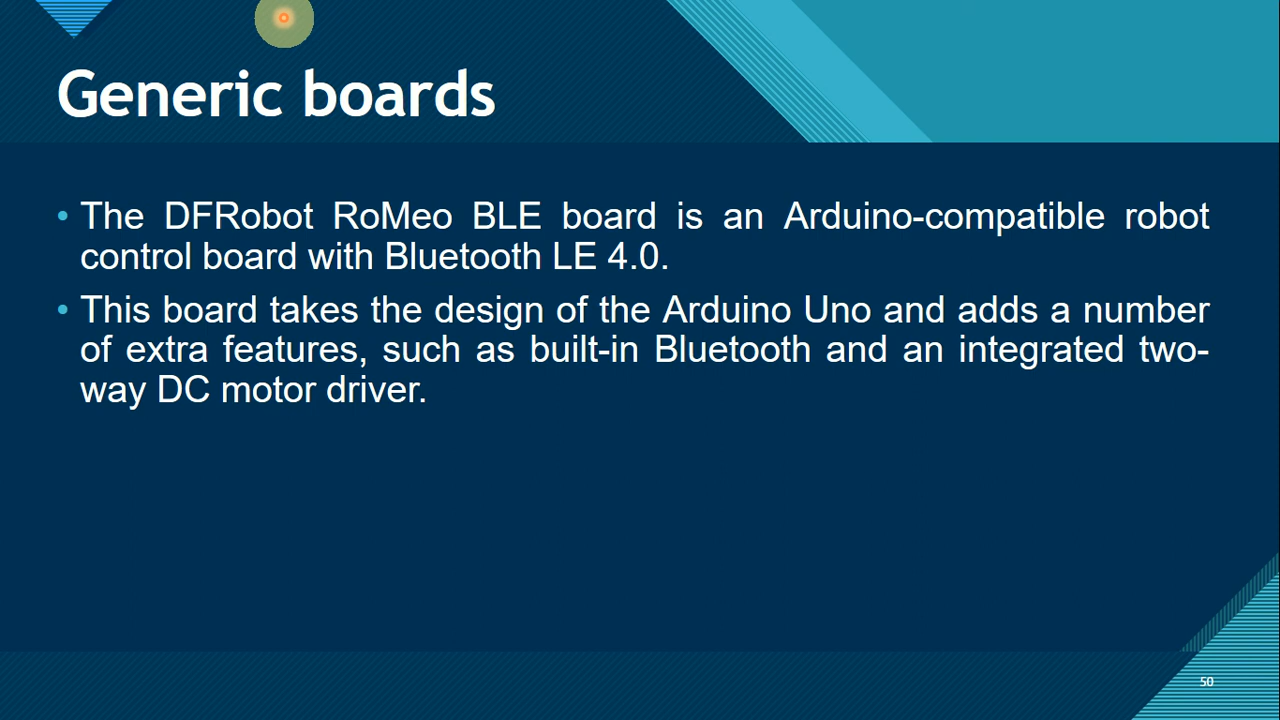 Generic boards
• The DFRobot RoMeo BLE board is an Arduino-compatible robot
control board with Bluetooth LE 4.0.
• This board takes the design of the Arduino Uno and adds a number
of extra features, such as built-in Bluetooth and an integrated two-
way DC motor driver.
50